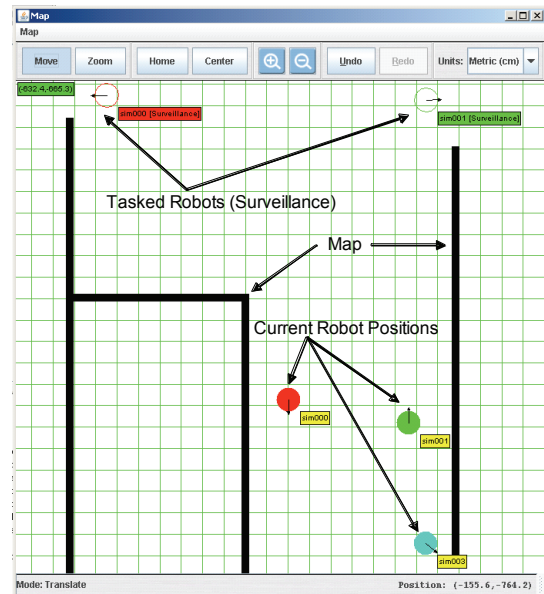 Map
Map
Move
Zoom
Home
Center
Undo
Redo
Units:
Metric (cm)
(-632.4,-665.3)
sim000 [Surveillance]
sim001 [Surveillance]
Tasked Robots (Surveillance)
Map
Current Robot Positions
sim000
sim001
sim003
Mode: Translate
Position: (-155.6,-764.2)